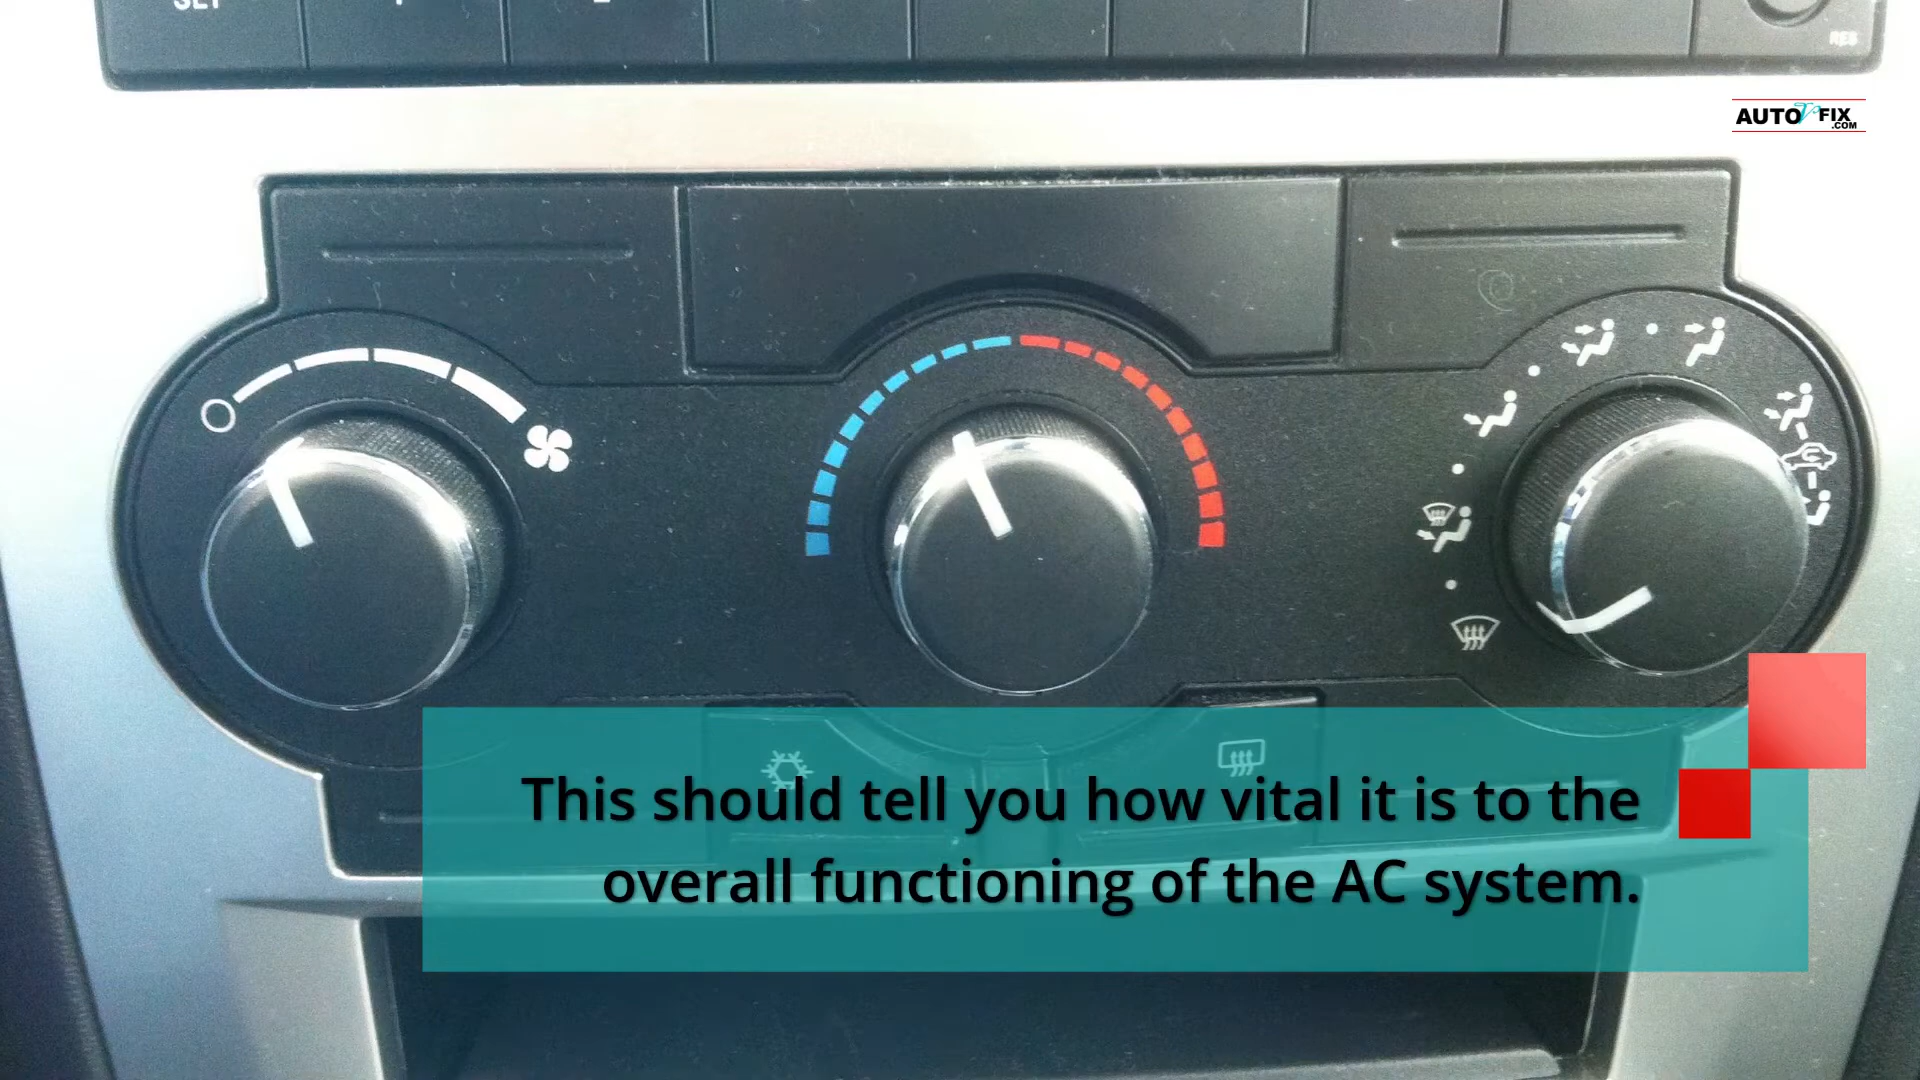 RES
AUTO FIX
.COM
This should tell you how vital it is to the
overall functioning of the AC system.